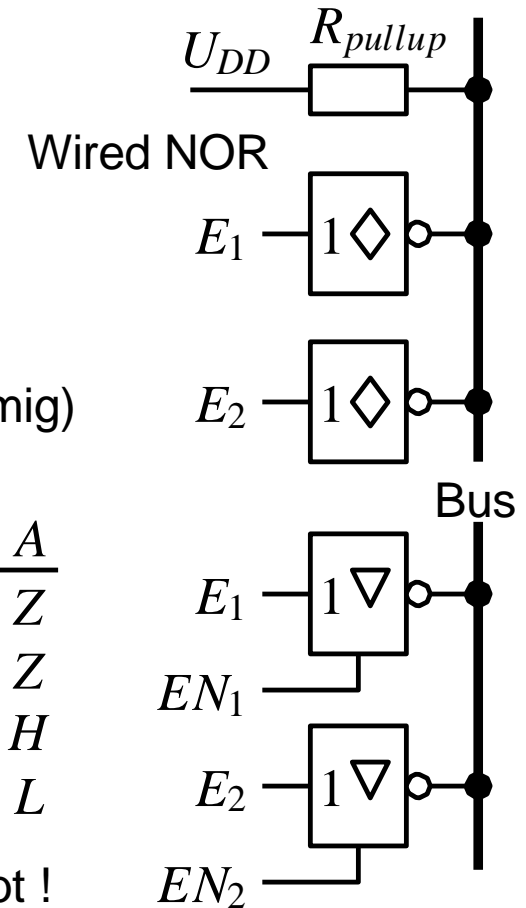 U_DD R_pullup
Wired NOR
E_1 1
mig) E_2 1
Bus
A
Z E_1 1
Z EN_1
H
L E_2 1
ot ! EN_2